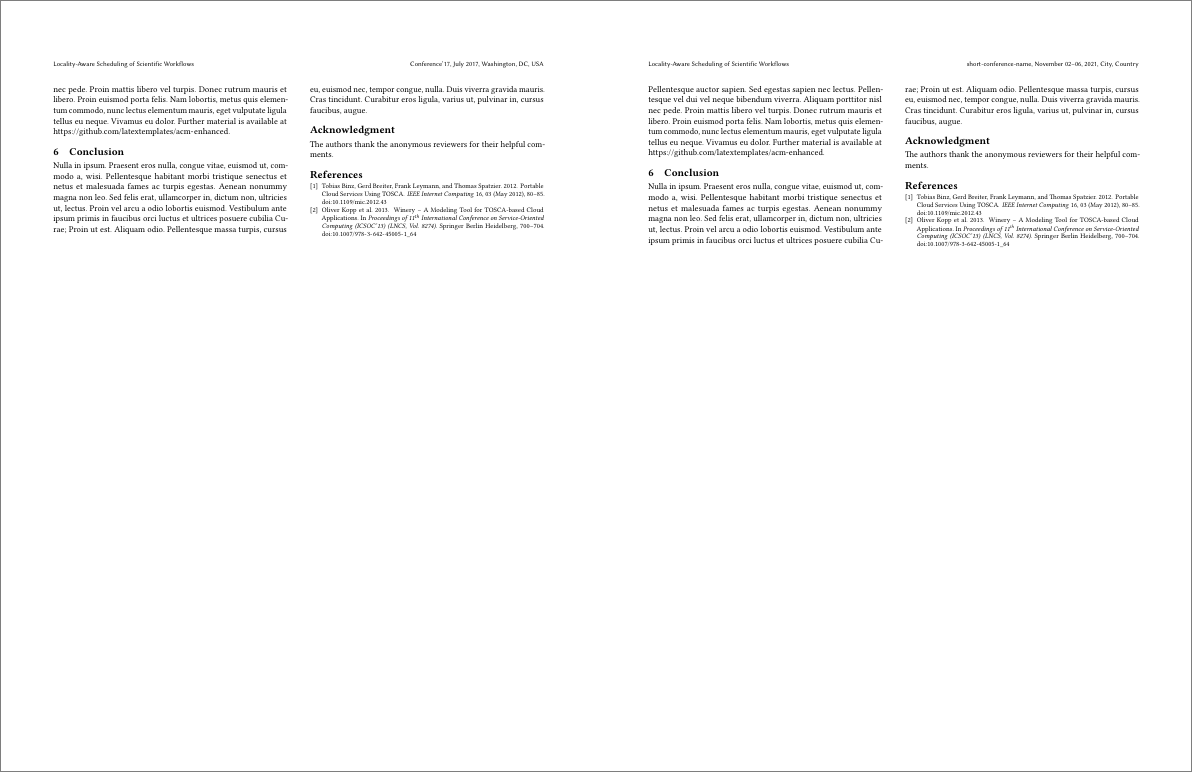 Locality-Aware Scheduling of Scientific Workflows
Conference'17, July 2017, Washington, DC, USA
nec pede. Proin mattis libero vel turpis. Donec rutrum mauris et
libero. Proin euismod porta felis. Nam lobortis, metus quis elemen-
tum commodo, nunc lectus elementum mauris, eget vulputate ligula
tellus eu neque. Vivamus eu dolor. Further material is available at
https://github.com/latextemplates/acm-enhanced.
6 Conclusion
Nulla in ipsum. Praesent eros nulla, congue vitae, euismod ut, com-
modo a, wisi. Pellentesque habitant morbi tristique senectus et
netus et malesuada fames ac turpis egestas. Aenean nonummy
magna non leo. Sed felis erat, ullamcorper in, dictum non, ultricies
ut, lectus. Proin vel arcu a odio lobortis euismod. Vestibulum ante
ipsum primis in faucibus orci luctus et ultrices posuere cubilia Cu-
rae; Proin ut est. Aliquam odio. Pellentesque massa turpis, cursus
eu, euismod nec, tempor congue, nulla. Duis viverra gravida mauris.
Cras tincidunt. Curabitur eros ligula, varius ut, pulvinar in, cursus
faucibus, augue.
Acknowledgment
The authors thank the anonymous reviewers for their helpful com-
ments.
References
[1] Tobias Binz, Gerd Breiter, Frank Leymann, and Thomas Spatzier. 2012. Portable
Cloud Services Using TOSCA. IEEE Internet Computing 16, 03 (May 2012), 80–85.
doi:10.1109/mic.2012.43
[2] Oliver Kopp et al. 2013. Winery – A Modeling Tool for TOSCA-based Cloud
Applications. In Proceedings of 11th International Conference on Service-Oriented
Computing (ICSOC'13) (LNCS, Vol. 8274). Springer Berlin Heidelberg, 700–704.
doi:10.1007/978-3-642-45005-1_64
Locality-Aware Scheduling of Scientific Workflows
short-conference-name, November 02–06, 2021, City, Country
Pellentesque auctor sapien. Sed egestas sapien nec lectus. Pellen-
tesque vel dui vel neque bibendum viverra. Aliquam porttitor nisl
nec pede. Proin mattis libero vel turpis. Donec rutrum mauris et
libero. Proin euismod porta felis. Nam lobortis, metus quis elemen-
tum commodo, nunc lectus elementum mauris, eget vulputate ligula
tellus eu neque. Vivamus eu dolor. Further material is available at
https://github.com/latextemplates/acm-enhanced.
6 Conclusion
Nulla in ipsum. Praesent eros nulla, congue vitae, euismod ut, com-
modo a, wisi. Pellentesque habitant morbi tristique senectus et
netus et malesuada fames ac turpis egestas. Aenean nonummy
magna non leo. Sed felis erat, ullamcorper in, dictum non, ultricies
ut, lectus. Proin vel arcu a odio lobortis euismod. Vestibulum ante
ipsum primis in faucibus orci luctus et ultrices posuere cubilia Cu-
rae; Proin ut est. Aliquam odio. Pellentesque massa turpis, cursus
eu, euismod nec, tempor congue, nulla. Duis viverra gravida mauris.
Cras tincidunt. Curabitur eros ligula, varius ut, pulvinar in, cursus
faucibus, augue.
Acknowledgment
The authors thank the anonymous reviewers for their helpful com-
ments.
References
[1] Tobias Binz, Gerd Breiter, Frank Leymann, and Thomas Spatzier. 2012. Portable
Cloud Services Using TOSCA. IEEE Internet Computing 16, 03 (May 2012), 80–85.
doi:10.1109/mic.2012.43
[2] Oliver Kopp et al. 2013. Winery – A Modeling Tool for TOSCA-based Cloud
Applications. In Proceedings of 11th International Conference on Service-Oriented
Computing (ICSOC'13) (LNCS, Vol. 8274). Springer Berlin Heidelberg, 700–704.
doi:10.1007/978-3-642-45005-1_64